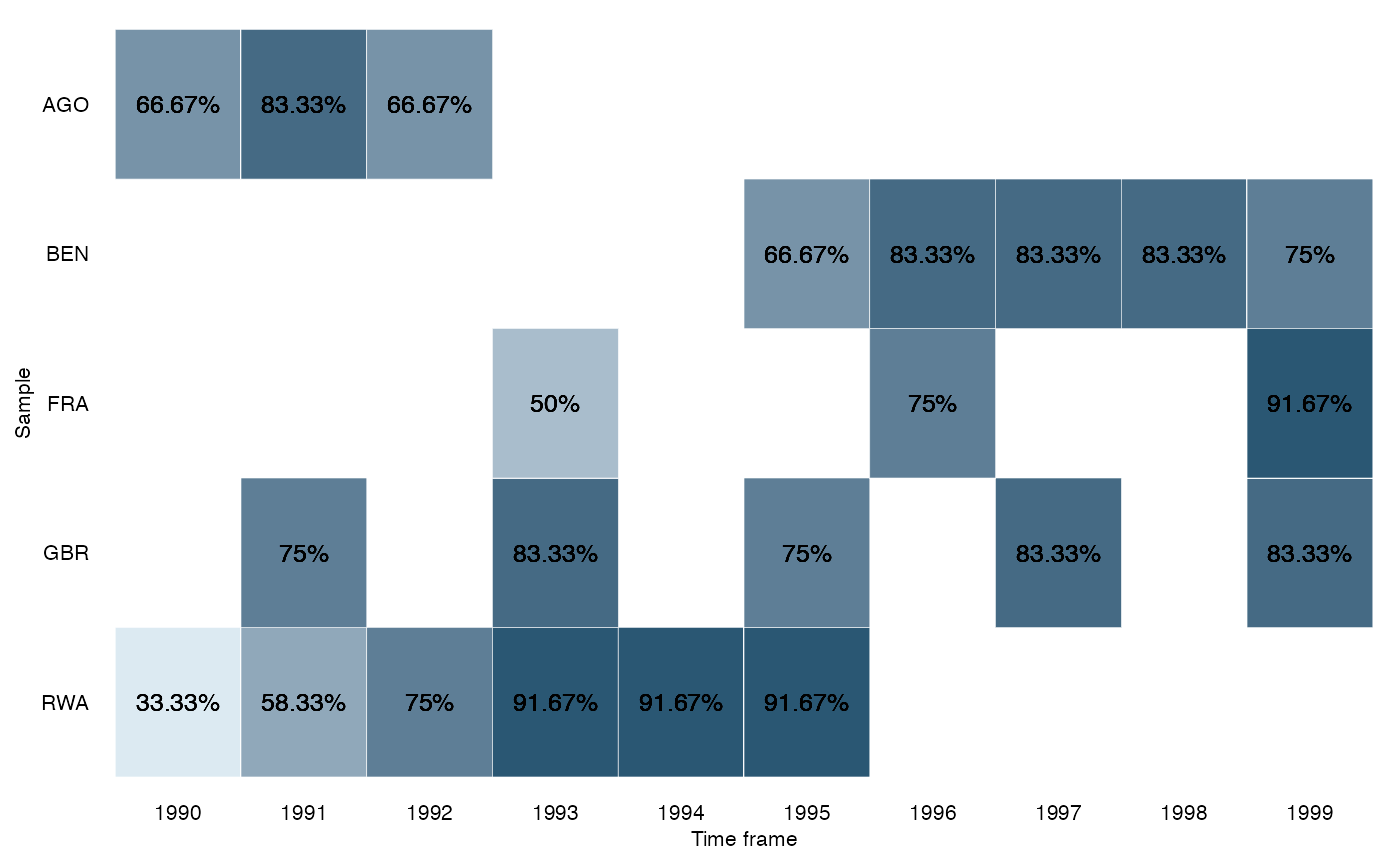 AGO 66.67% 83.33% 66.67%
BEN 66.67% 83.33% 83.33% 83.33% 75%
Sample
FRA 50% 75% 91.67%
GBR 75% 83.33% 75% 83.33% 83.33%
RWA 33.33% 58.33% 75% 91.67% 91.67% 91.67%
1990 1991 1992 1993 1994 1995 1996 1997 1998 1999
Time frame